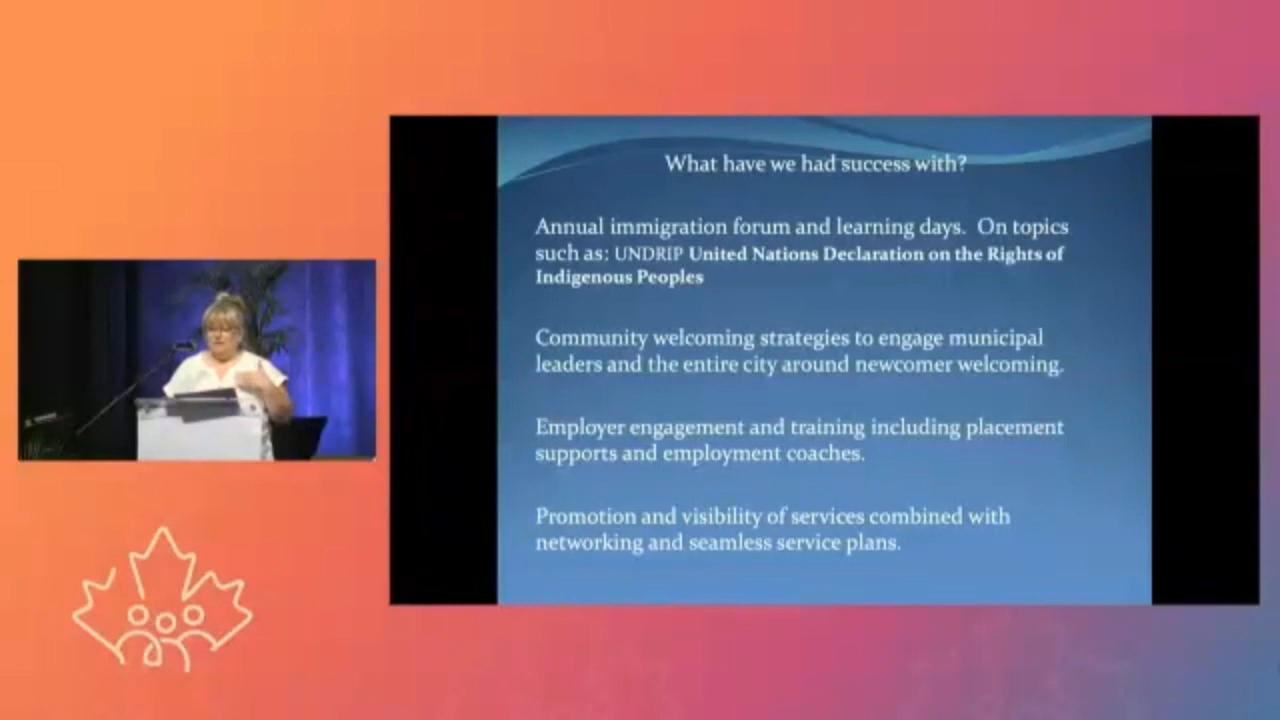 What have we had success with?
Annual immigration forum and learning days.  On topics
such as: UNDRIP United Nations Declaration on the Rights of
Indigenous Peoples
Community welcoming strategies to engage municipal
leaders and the entire city around newcomer welcoming.
Employer engagement and training including placement
supports and employment coaches.
Promotion and visibility of services combined with
networking and seamless service plans.